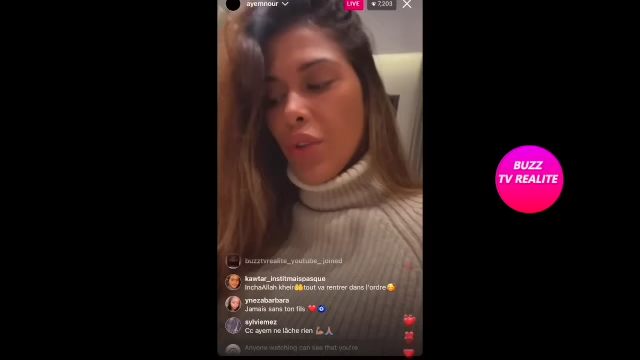 ayemnour
LIVE
7,203
BUZZ
TV REALITE
buzztvrealite_youtube_ joined
kawtar_institmaispasque
InchaAllah kheir🤲tout va rentrer dans l'ordre🥰
ynezabarbara
Jamais sans ton fils ❤️🧿
sylviemez
Cc ayem ne lâche rien 💪🏽🙏🏽
Anyone watching can see that you're